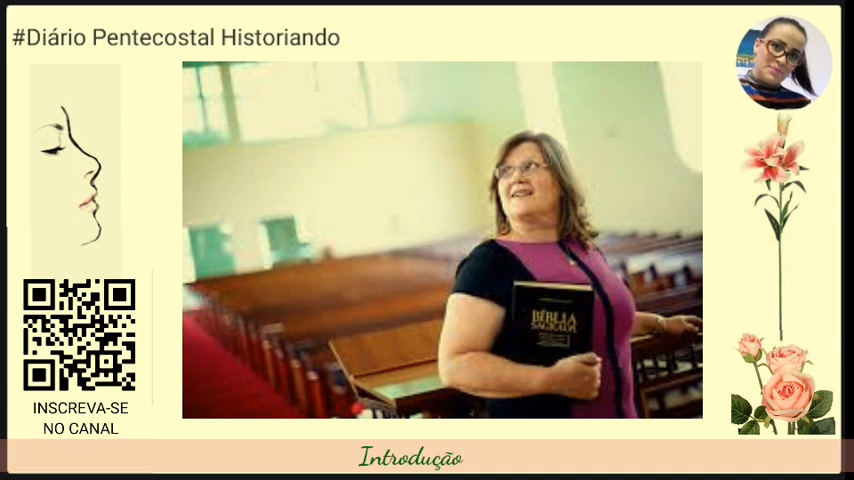 #Diário Pentecostal Historiando
BÍBLIA
SAGRADA
INSCREVA-SE
NO CANAL
Introdução